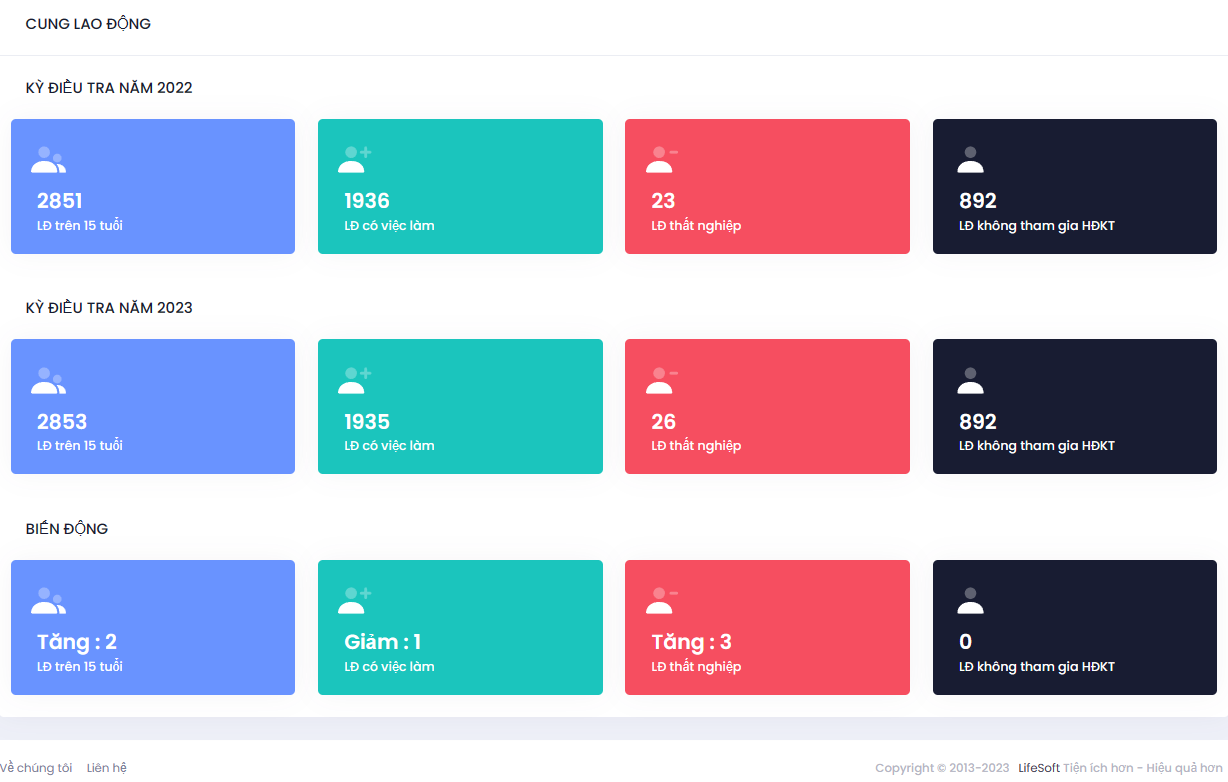 CUNG LAO ĐỘNG
KỲ ĐIỀU TRA NĂM 2022
2851
LĐ trên 15 tuổi
1936
LĐ có việc làm
23
LĐ thất nghiệp
892
LĐ không tham gia HĐKT
KỲ ĐIỀU TRA NĂM 2023
2853
LĐ trên 15 tuổi
1935
LĐ có việc làm
26
LĐ thất nghiệp
892
LĐ không tham gia HĐKT
BIẾN ĐỘNG
Tăng : 2
LĐ trên 15 tuổi
Giảm : 1
LĐ có việc làm
Tăng : 3
LĐ thất nghiệp
0
LĐ không tham gia HĐKT
Về chúng tôi Liên hệ
Copyright © 2013-2023 LifeSoft Tiện ích hơn - Hiệu quả hơn